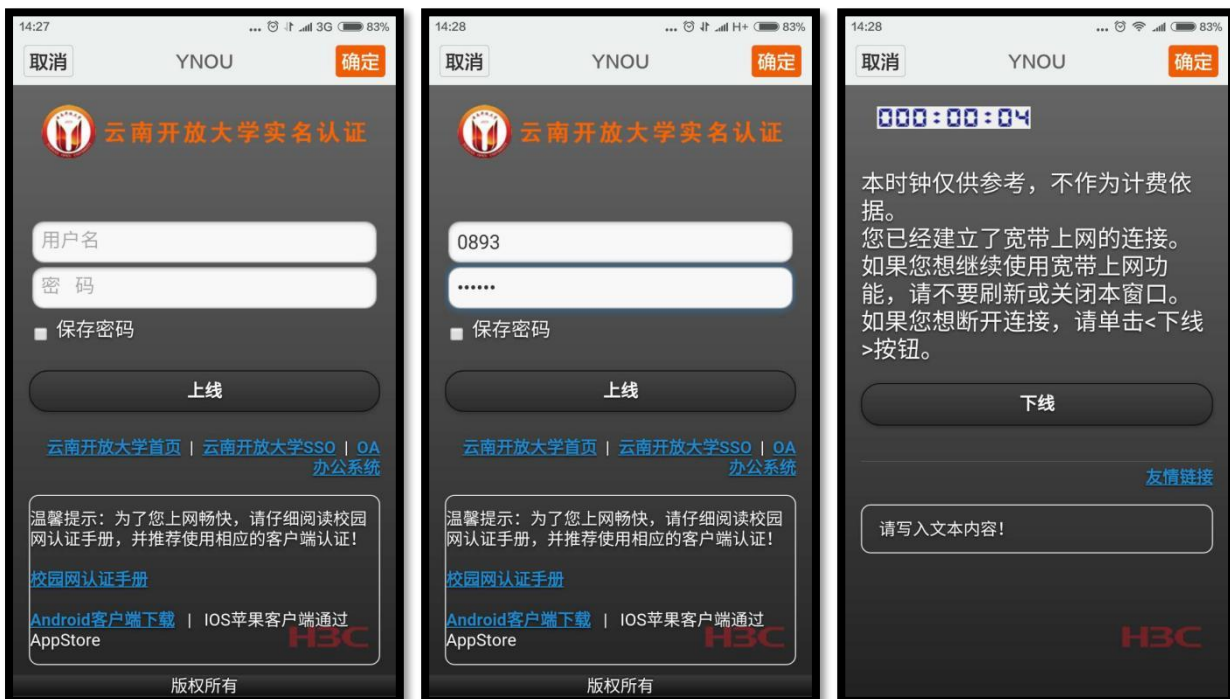 14:27
... 3G 83%
取消
YNOU
确定
云南开放大学实名认证
用户名
密 码
保存密码
上线
云南开放大学首页 | 云南开放大学SSO | OA
办公系统
温馨提示：为了您上网畅快，请仔细阅读校园
网认证手册，并推荐使用相应的客户端认证！
校园网认证手册
Android客户端下载 | IOS苹果客户端通过
AppStore
H3C
版权所有
14:28
... H+ 83%
取消
YNOU
确定
云南开放大学实名认证
0893
••••••
保存密码
上线
云南开放大学首页 | 云南开放大学SSO | OA
办公系统
温馨提示：为了您上网畅快，请仔细阅读校园
网认证手册，并推荐使用相应的客户端认证！
校园网认证手册
Android客户端下载 | IOS苹果客户端通过
AppStore
H3C
版权所有
14:28
... 83%
取消
YNOU
确定
000:00:04
本时钟仅供参考，不作为计费依
据。
您已经建立了宽带上网的连接。
如果您想继续使用宽带上网功
能，请不要刷新或关闭本窗口。
如果您想断开连接，请单击<下线
>按钮。
下线
友情链接
请写入文本内容！
H3C